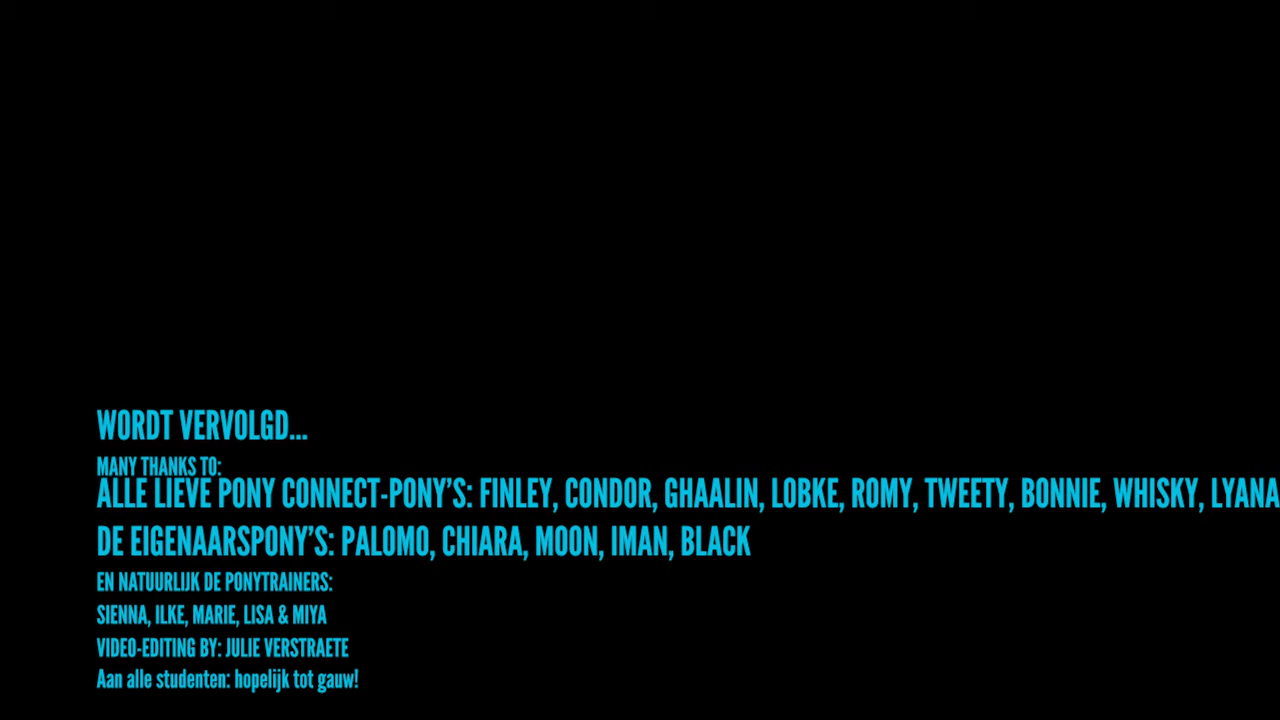 WORDT VERVOLGD...
MANY THANKS TO:
ALLE LIEVE PONY CONNECT-PONY'S: FINLEY, CONDOR, GHAALIN, LOBKE, ROMY, TWEETY, BONNIE, WHISKY, LYANA
DE EIGENAARSPONY'S: PALOMO, CHIARA, MOON, IMAN, BLACK
EN NATUURLIJK DE PONYTRAINERS:
SIENNA, ILKE, MARIE, LISA & MIYA
VIDEO-EDITING BY: JULIE VERSTRAETE
Aan alle studenten: hopelijk tot gauw!